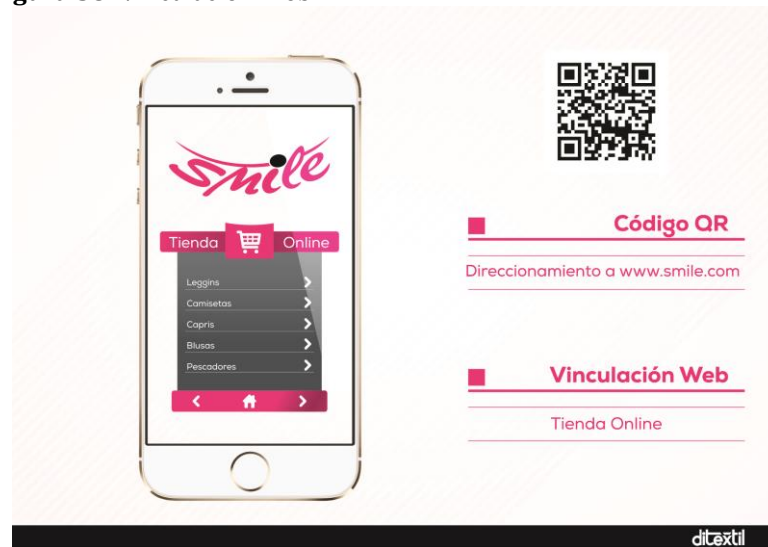 smile
Tienda Online
Leggins
Camisetas
Capris
Blusas
Pescadores
Código QR
Direccionamiento a www.smile.com
Vinculación Web
Tienda Online
ditextil